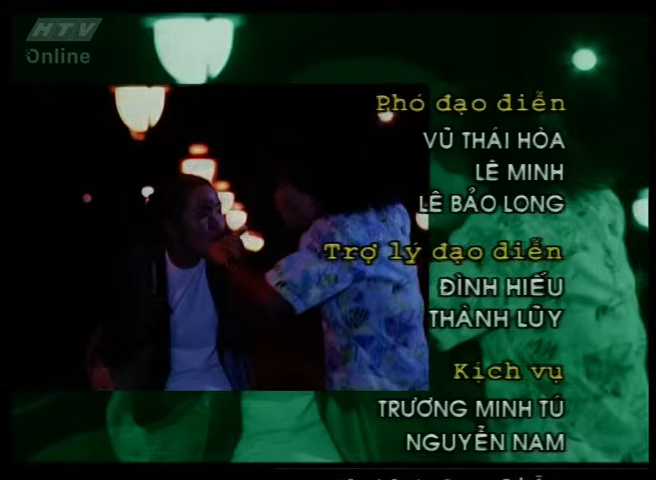 HTV
Online
Phó đạo diễn
VŨ THÁI HÒA
LÊ MINH
LÊ BẢO LONG
Trợ lý đạo diễn
ĐÌNH HIẾU
THÀNH LŨY
Kịch vụ
TRƯƠNG MINH TÚ
NGUYỄN NAM